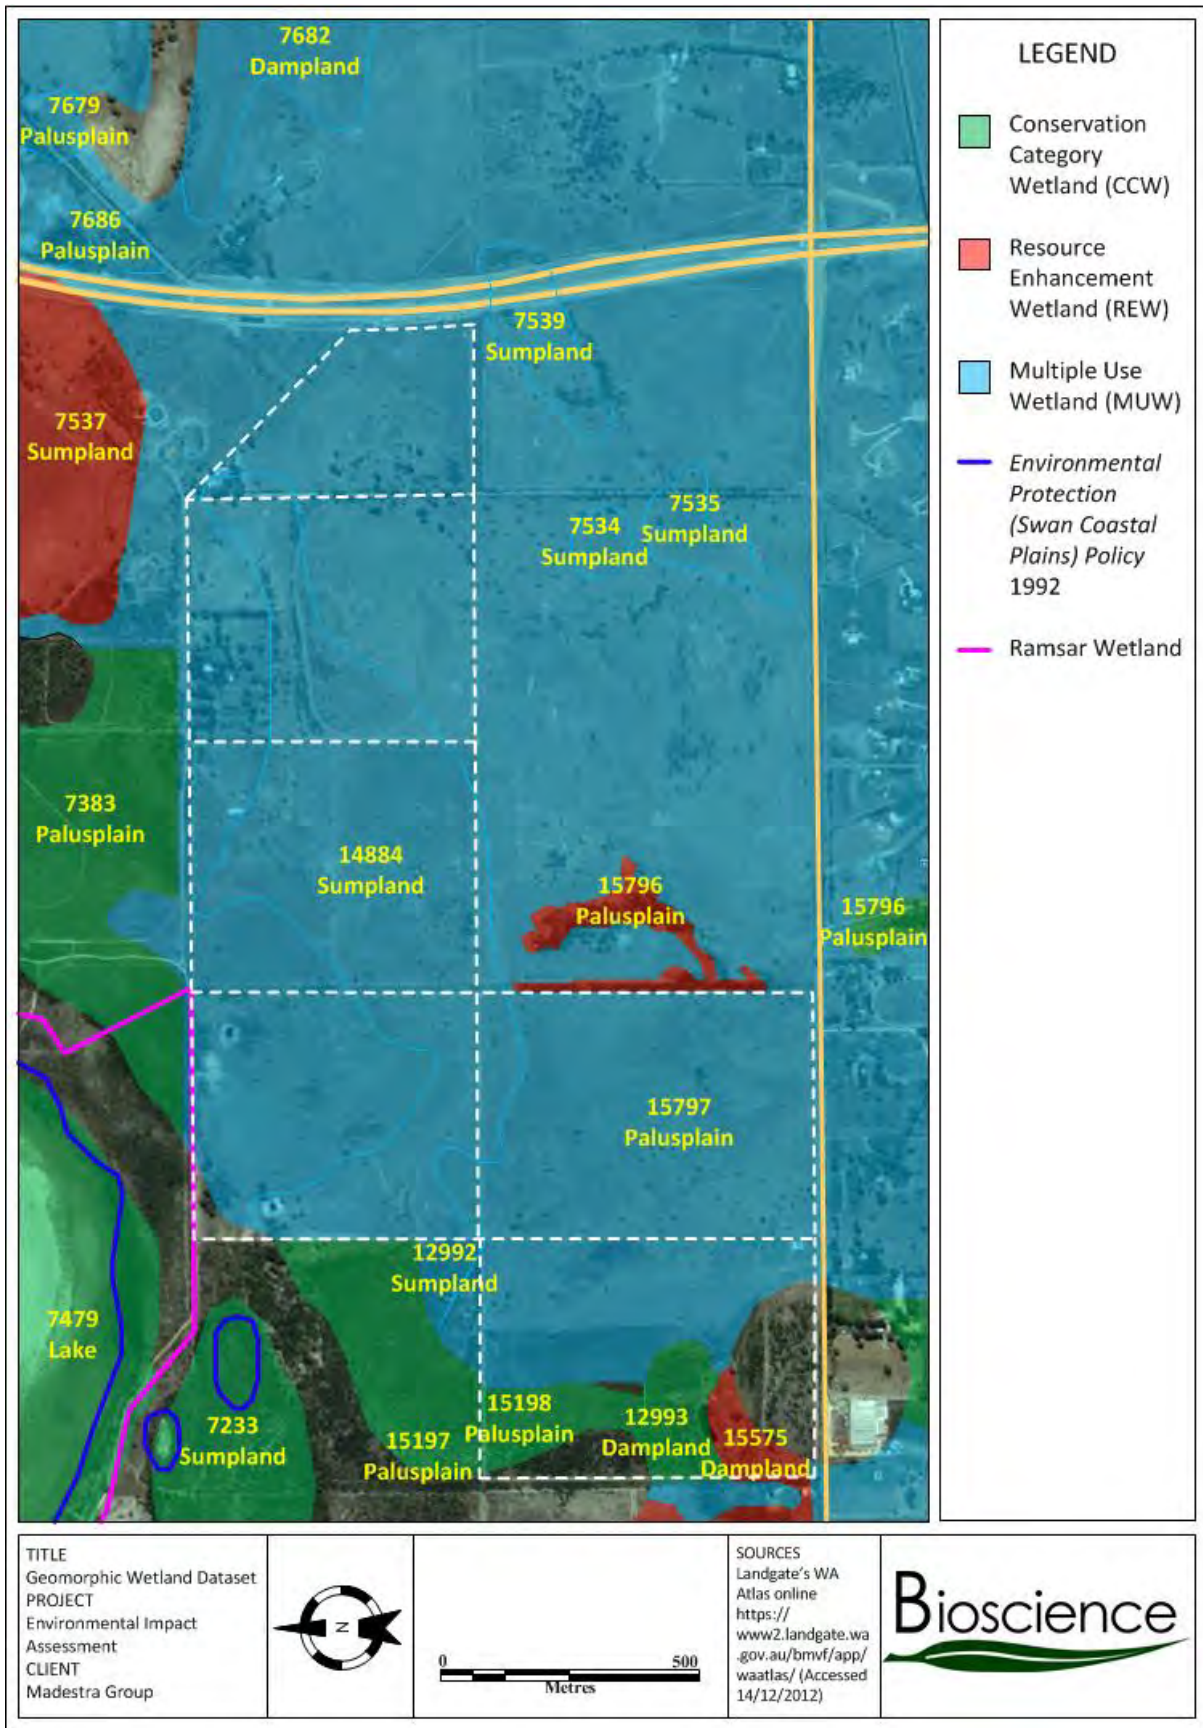 7682
Dampland
7679
Palusplain
7686
Palusplain
7539
Sumpland
7537
Sumpland
7535
Sumpland
7534
Sumpland
7383
Palusplain
14884
Sumpland
15796
Palusplain
15796
Palusplain
15797
Palusplain
12992
Sumpland
7479
Lake
7233
Sumpland
15198
Palusplain
15197
Palusplain
12993
Dampland
15575
Dampland
LEGEND
Conservation
Category
Wetland (CCW)
Resource
Enhancement
Wetland (REW)
Multiple Use
Wetland (MUW)
Environmental
Protection
(Swan Coastal
Plains) Policy
1992
Ramsar Wetland
TITLE
Geomorphic Wetland Dataset
PROJECT
Environmental Impact
Assessment
CLIENT
Madestra Group
N
0 500
Metres
SOURCES
Landgate's WA
Atlas online
https://
www2.landgate.wa
.gov.au/bmvf/app/
waatlas/ (Accessed
14/12/2012)
Bioscience